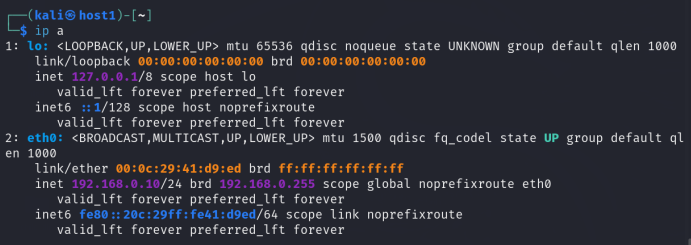 ┌──(kali㉿host1)-[~]
└─$ ip a
1: lo: <LOOPBACK,UP,LOWER_UP> mtu 65536 qdisc noqueue state UNKNOWN group default qlen 1000
    link/loopback 00:00:00:00:00:00 brd 00:00:00:00:00:00
    inet 127.0.0.1/8 scope host lo
       valid_lft forever preferred_lft forever
    inet6 ::1/128 scope host noprefixroute
       valid_lft forever preferred_lft forever
2: eth0: <BROADCAST,MULTICAST,UP,LOWER_UP> mtu 1500 qdisc fq_codel state UP group default ql
en 1000
    link/ether 00:0c:29:41:d9:ed brd ff:ff:ff:ff:ff:ff
    inet 192.168.0.10/24 brd 192.168.0.255 scope global noprefixroute eth0
       valid_lft forever preferred_lft forever
    inet6 fe80::20c:29ff:fe41:d9ed/64 scope link noprefixroute
       valid_lft forever preferred_lft forever